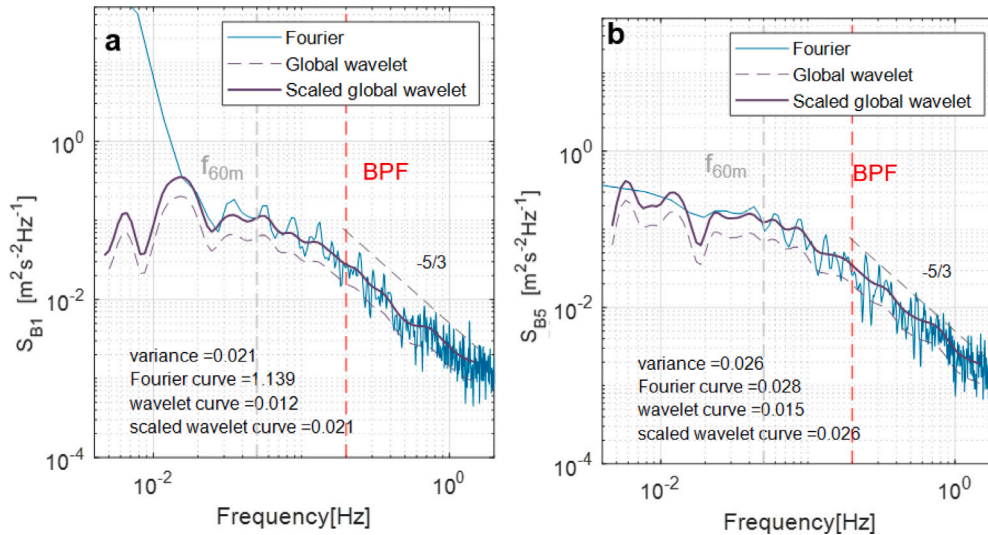 a
Fourier
Global wavelet
Scaled global wavelet
f60m
BPF
-5/3
variance =0.021
Fourier curve =1.139
wavelet curve =0.012
scaled wavelet curve =0.021
10^0
10^-2
10^-4
S_B1 [m^2s^-2Hz^-1]
10^-2
10^0
Frequency[Hz]
b
Fourier
Global wavelet
Scaled global wavelet
f60m
BPF
-5/3
variance =0.026
Fourier curve =0.028
wavelet curve =0.015
scaled wavelet curve =0.026
10^0
10^-2
10^-4
S_B5 [m^2s^-2Hz^-1]
10^-2
10^0
Frequency[Hz]